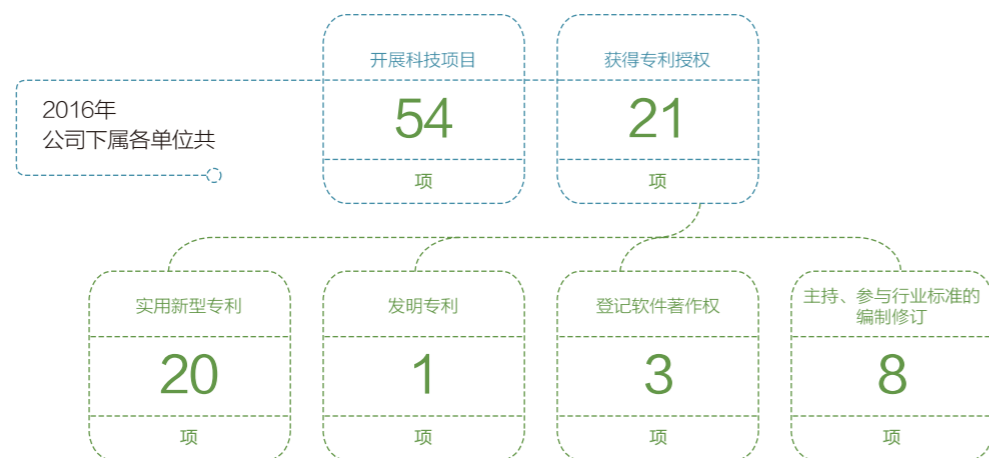 2016年
公司下属各单位共
开展科技项目
54
项
获得专利授权
21
项
实用新型专利
20
项
发明专利
1
项
登记软件著作权
3
项
主持、参与行业标准的
编制修订
8
项